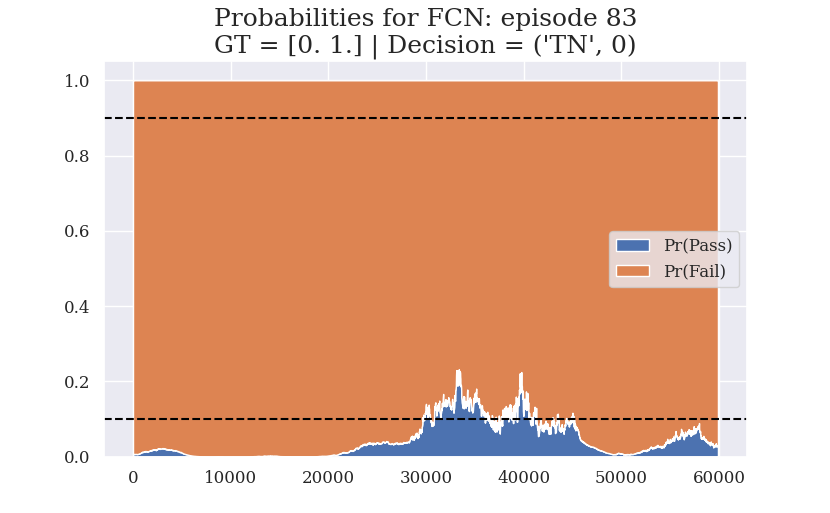 Probabilities for FCN: episode 83
GT = [0. 1.] | Decision = ('TN', 0)
1.0
0.8
0.6
0.4
0.2
0.0
Pr(Pass)
Pr(Fail)
0 10000 20000 30000 40000 50000 60000